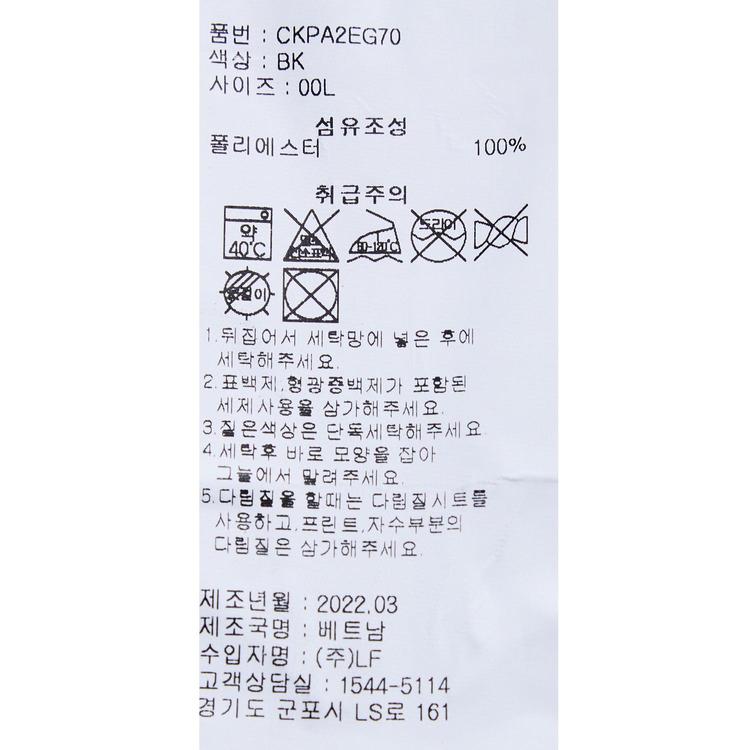 품번 : CKPA2EG70
색상 : BK
사이즈 : 00L
섬유조성
폴리에스터 100%
취급주의
약
40℃
염소표백
80-120℃
드라이
옷걸이
1.뒤집어서 세탁망에 넣은 후에
세탁해주세요.
2.표백제,형광증백제가 포함된
세제사용을 삼가해주세요.
3.짙은색상은 단독세탁해주세요.
4.세탁후 바로 모양을 잡아
그늘에서 말려주세요.
5.다림질을 할때는 다림질시트를
사용하고,프린트,자수부분의
다림질은 삼가해주세요.
제조년월 : 2022.03
제조국명 : 베트남
수입자명 : (주)LF
고객상담실 : 1544-5114
경기도 군포시 LS로 161